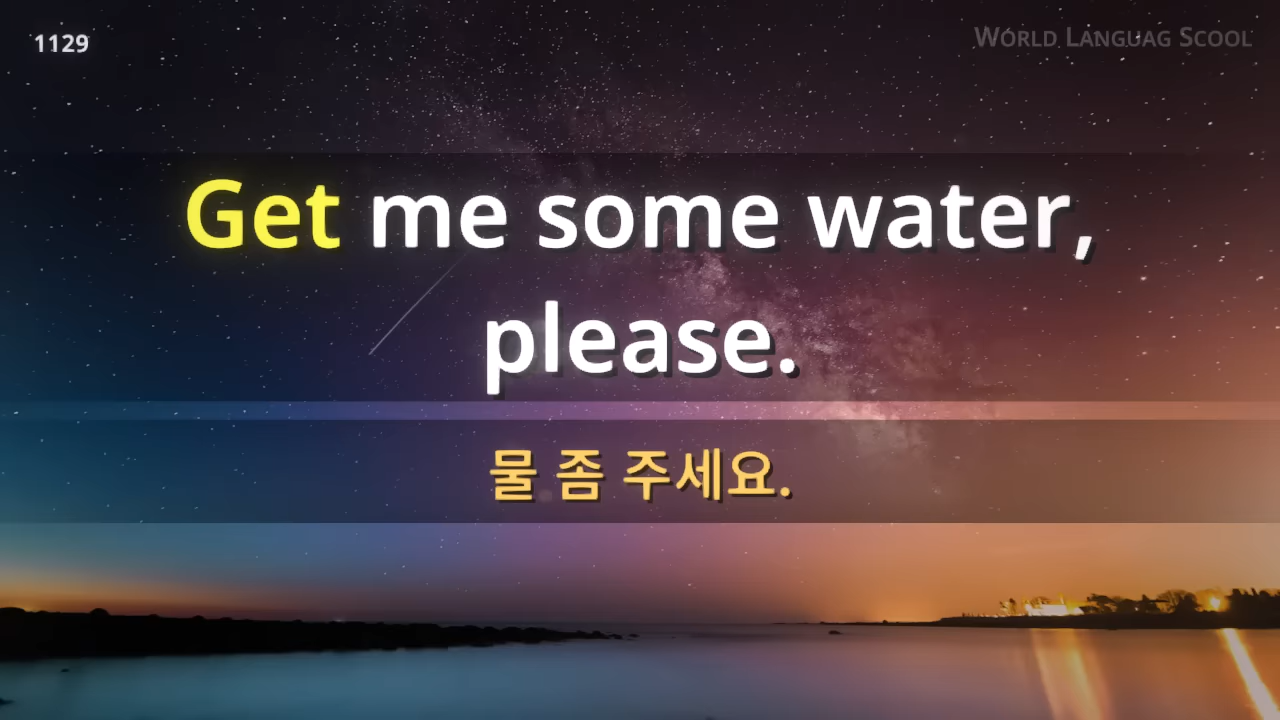 1129
WORLD LANGUAG SCOOL
Get me some water,
please.
물 좀 주세요.